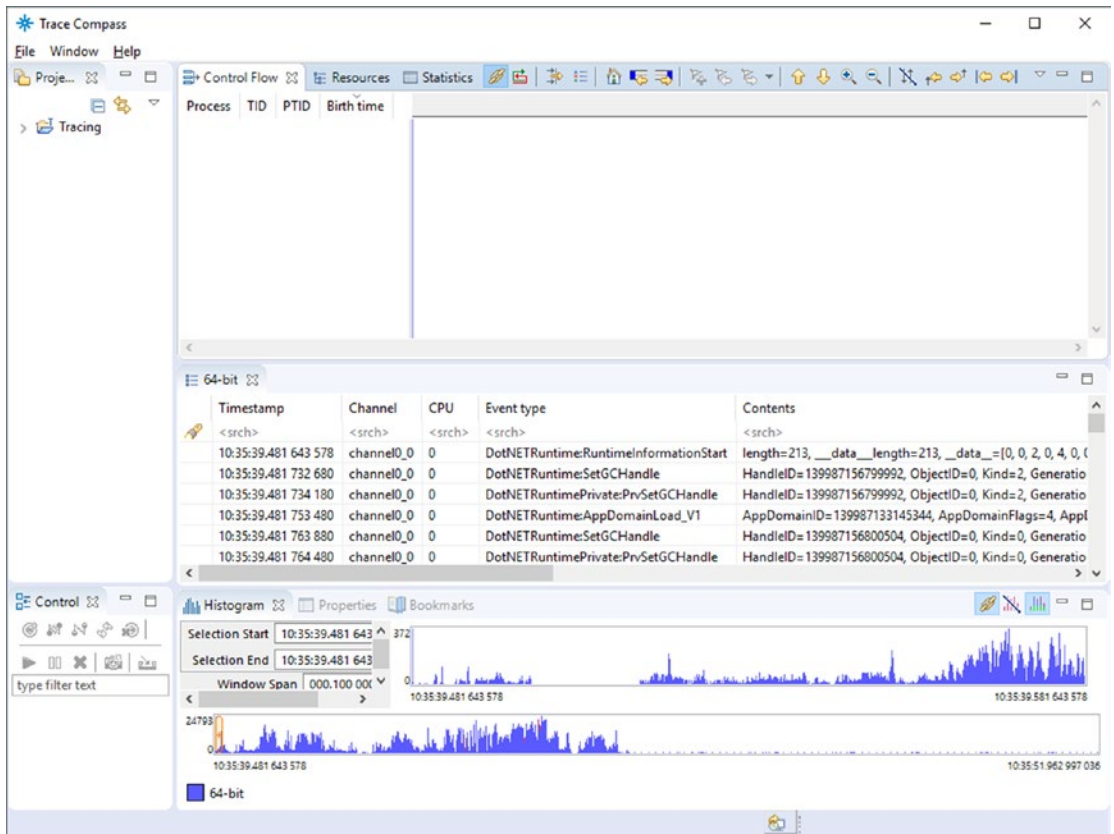 Trace Compass
File Window Help
Proje...
Tracing
Control Flow Resources Statistics
Process TID PTID Birth time
64-bit
Timestamp Channel CPU Event type Contents
<srch> <srch> <srch> <srch> <srch>
10:35:39.481 643 578 channel0_0 0 DotNETRuntime:RuntimeInformationStart length=213, ___data__length=213, __data__=[0, 0, 2, 0, 4, 0, 0
10:35:39.481 732 680 channel0_0 0 DotNETRuntime:SetGCHandle HandleID=139987156799992, ObjectID=0, Kind=2, Generatio
10:35:39.481 734 180 channel0_0 0 DotNETRuntimePrivate:PrvSetGCHandle HandleID=139987156799992, ObjectID=0, Kind=2, Generatio
10:35:39.481 753 480 channel0_0 0 DotNETRuntime:AppDomainLoad_V1 AppDomainID=139987133145344, AppDomainFlags=4, AppD
10:35:39.481 763 880 channel0_0 0 DotNETRuntime:SetGCHandle HandleID=139987156800504, ObjectID=0, Kind=0, Generatio
10:35:39.481 764 480 channel0_0 0 DotNETRuntimePrivate:PrvSetGCHandle HandleID=139987156800504, ObjectID=0, Kind=0, Generatio
Control
type filter text
Histogram Properties Bookmarks
Selection Start 10:35:39.481 643
Selection End 10:35:39.481 643
Window Span 000.100 000
372
0
10:35:39.481 643 578 10:35:39.581 643 578
24793
0
10:35:39.481 643 578 10:35:51.962 997 036
64-bit